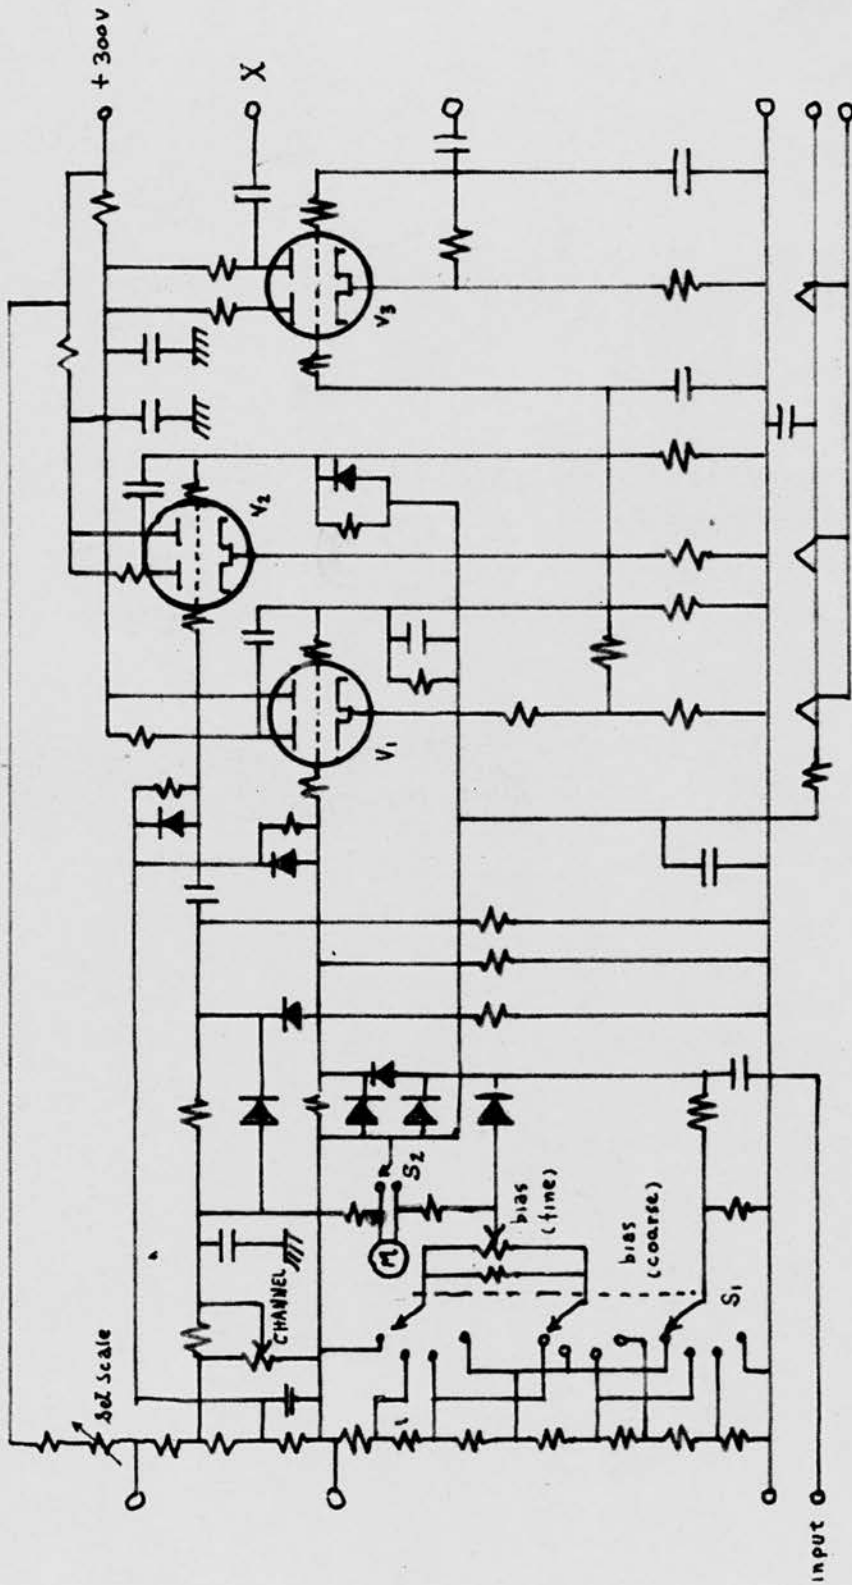 + 300V
X
V3
V2
V1
S2
M
bias
(fine)
bias
(coarse)
S1
CHANNEL
Set Scale
input